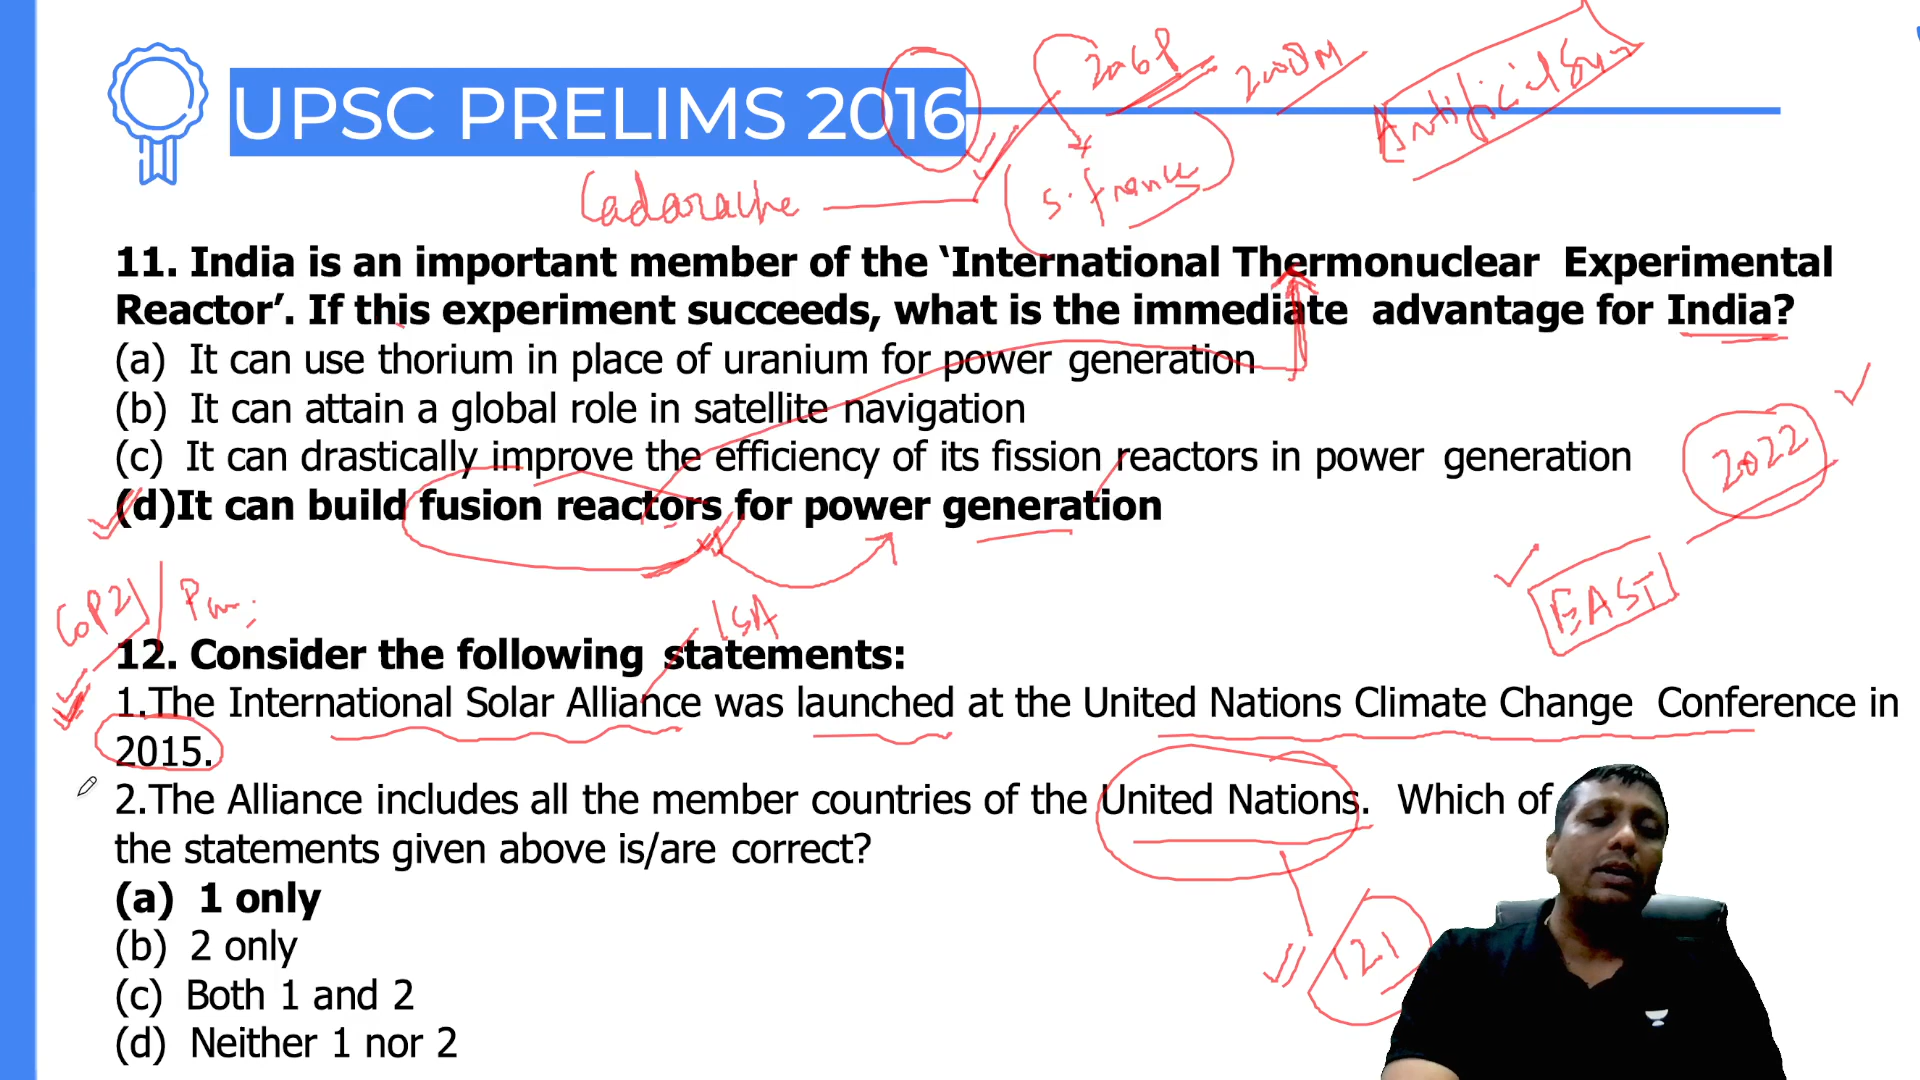 UPSC PRELIMS 2016
Artificial Sun
S. France
Cadarache
11. India is an important member of the ‘International Thermonuclear Experimental
Reactor’. If this experiment succeeds, what is the immediate advantage for India?
(a) It can use thorium in place of uranium for power generation
(b) It can attain a global role in satellite navigation
(c) It can drastically improve the efficiency of its fission reactors in power generation
2022
(d)It can build fusion reactors for power generation
EAST
COP21
ISA
12. Consider the following statements:
1.The International Solar Alliance was launched at the United Nations Climate Change Conference in
2015.
2.The Alliance includes all the member countries of the United Nations. Which of
the statements given above is/are correct?
(a) 1 only
(b) 2 only
121
(c) Both 1 and 2
(d) Neither 1 nor 2